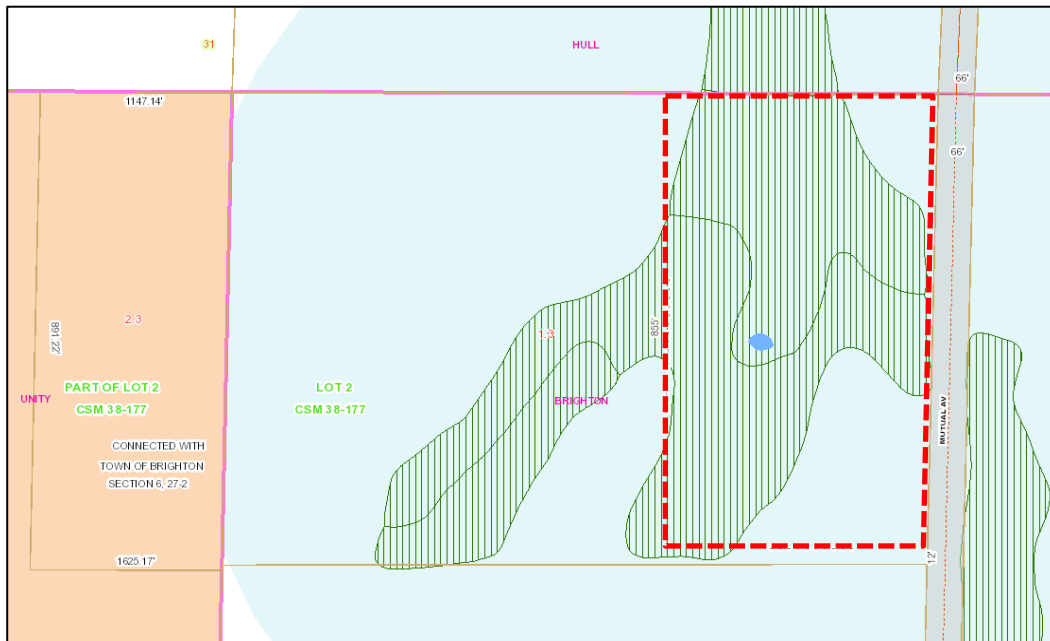 31
HULL
66'
1147.14'
66'
2.3
1.3
855'
891.22'
PART OF LOT 2
CSM 38-177
LOT 2
CSM 38-177
UNITY
BRIGHTON
MUTUAL AV
CONNECTED WITH
TOWN OF BRIGHTON
SECTION 6, 27-2
1625.17'
12'